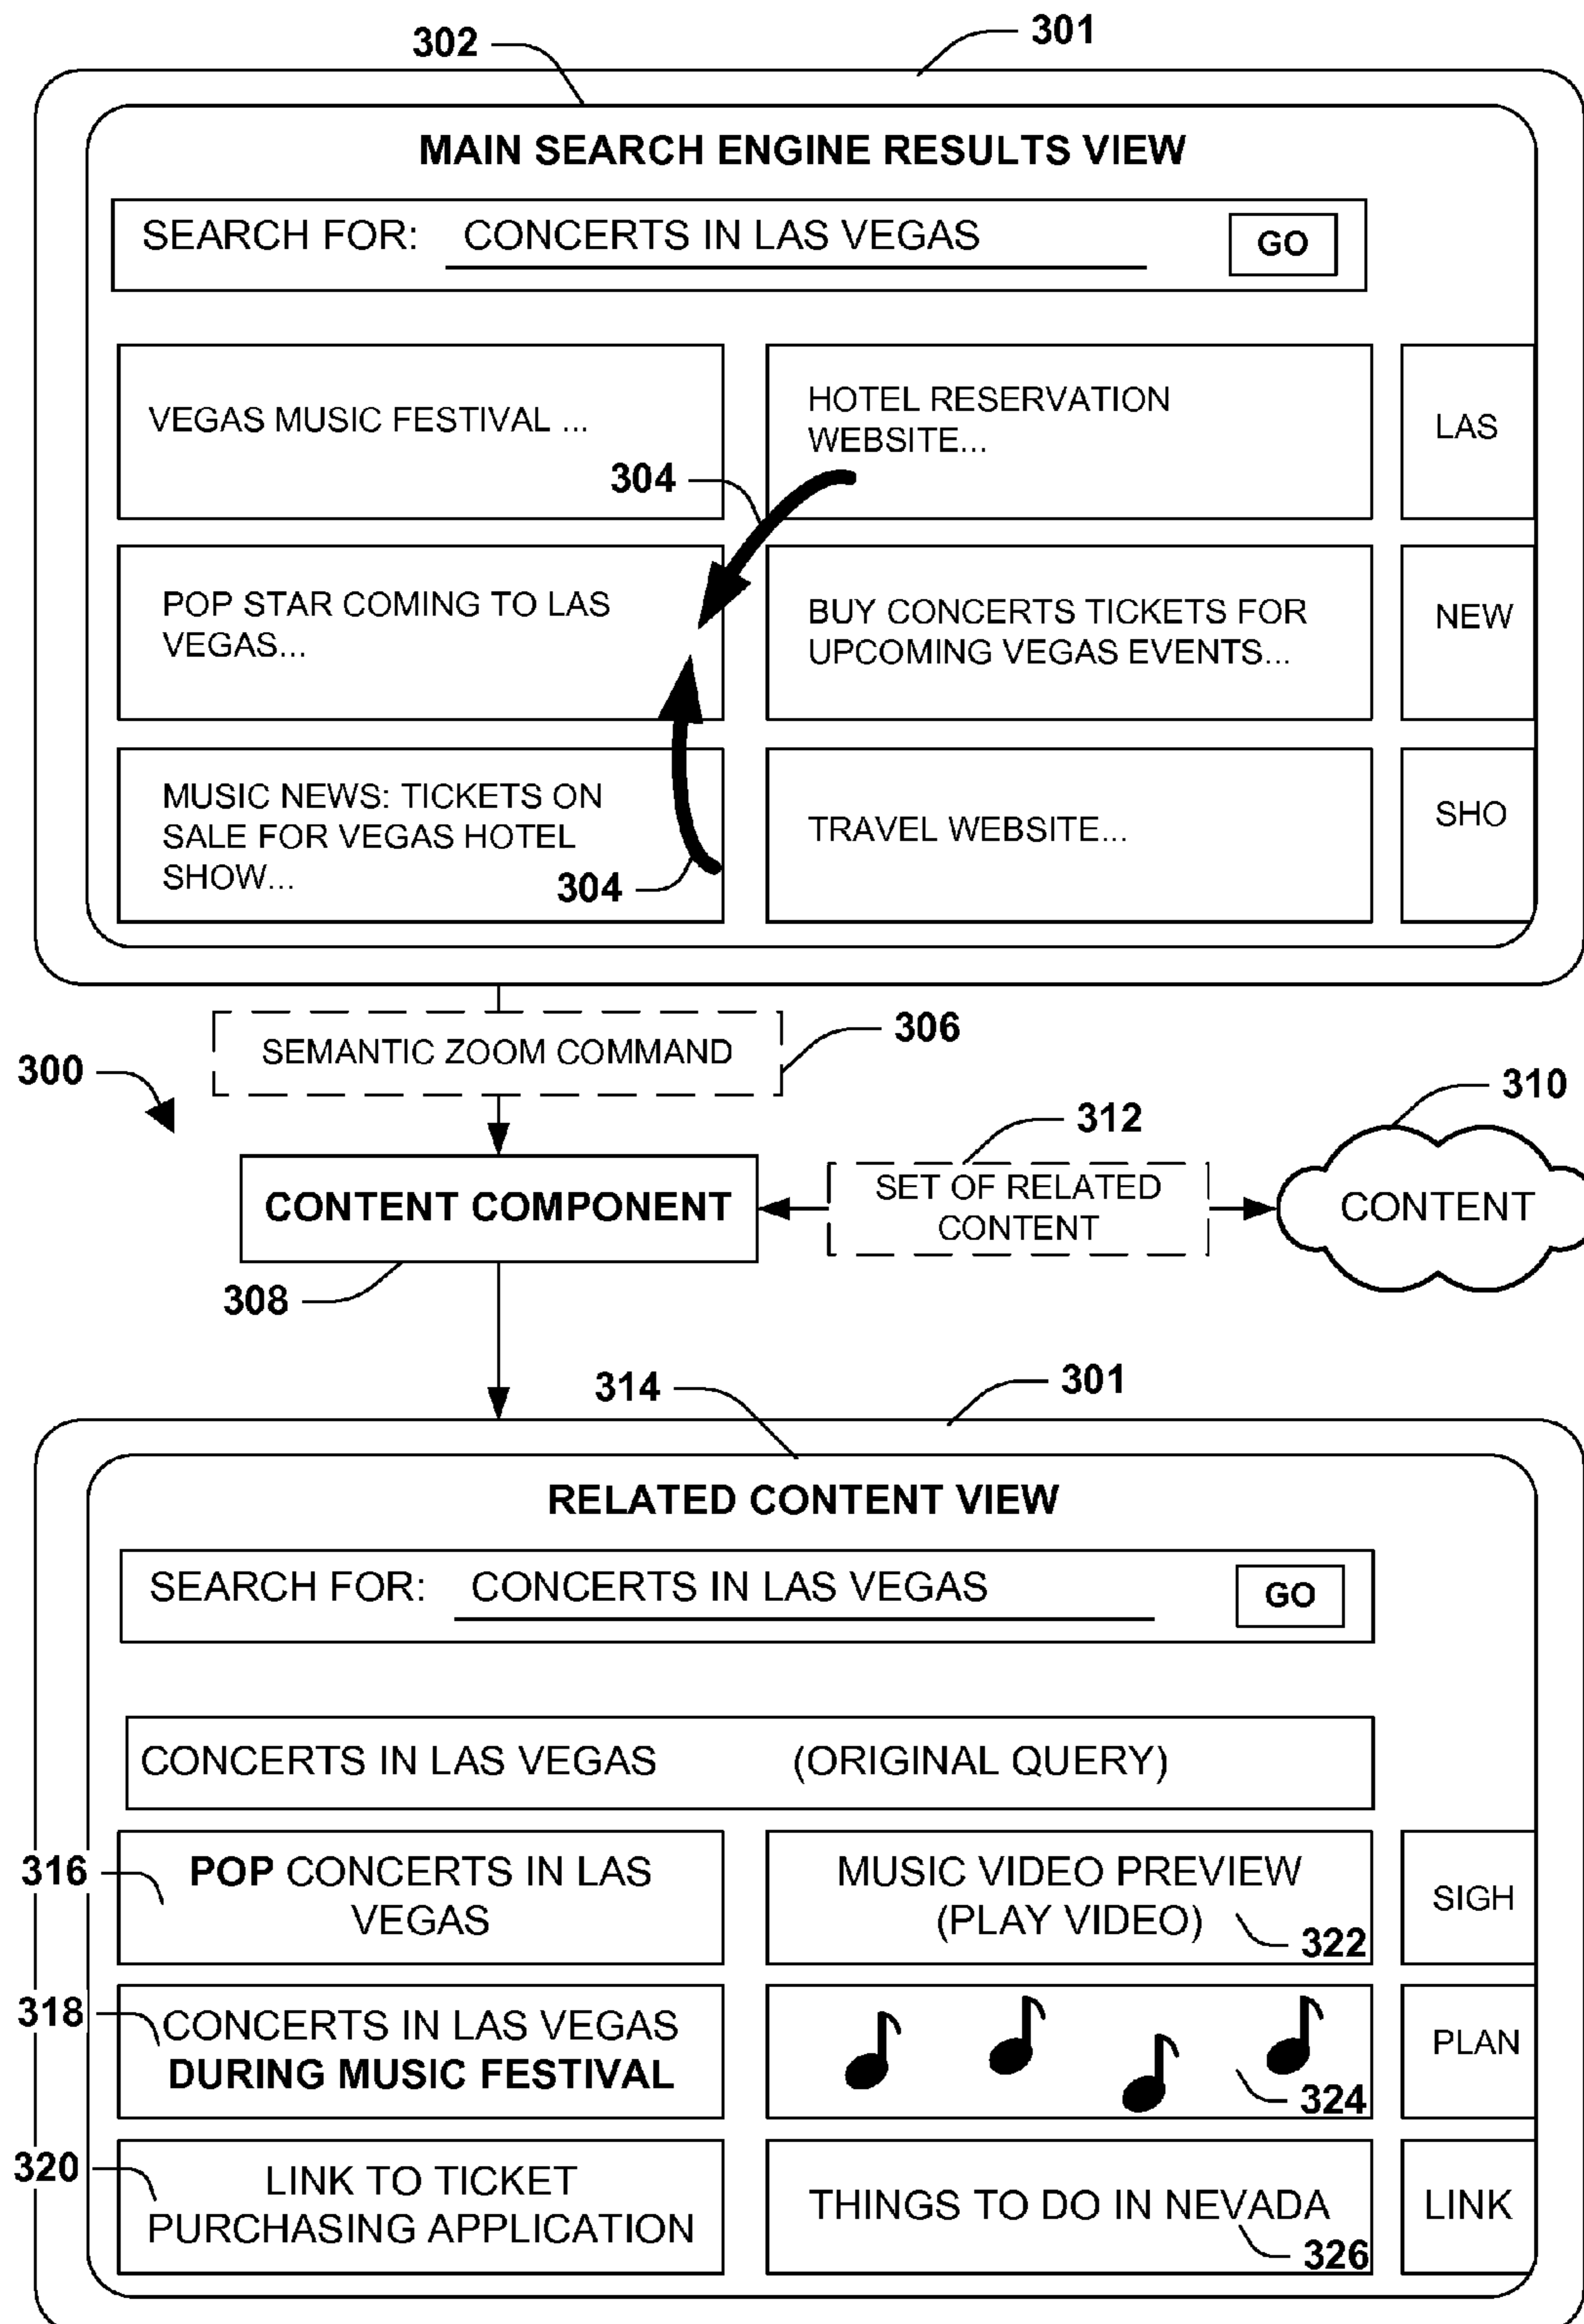 302
301
MAIN SEARCH ENGINE RESULTS VIEW
SEARCH FOR: CONCERTS IN LAS VEGAS GO
VEGAS MUSIC FESTIVAL ...
HOTEL RESERVATION
WEBSITE...
LAS
304
POP STAR COMING TO LAS
VEGAS...
BUY CONCERTS TICKETS FOR
UPCOMING VEGAS EVENTS...
NEW
MUSIC NEWS: TICKETS ON
SALE FOR VEGAS HOTEL
SHOW...
304
TRAVEL WEBSITE...
SHO
SEMANTIC ZOOM COMMAND
306
300
310
312
CONTENT COMPONENT
SET OF RELATED
CONTENT
CONTENT
308
314
301
RELATED CONTENT VIEW
SEARCH FOR: CONCERTS IN LAS VEGAS GO
CONCERTS IN LAS VEGAS (ORIGINAL QUERY)
316
POP CONCERTS IN LAS
VEGAS
MUSIC VIDEO PREVIEW
(PLAY VIDEO)
322
SIGH
318
CONCERTS IN LAS VEGAS
DURING MUSIC FESTIVAL
324
PLAN
320
LINK TO TICKET
PURCHASING APPLICATION
THINGS TO DO IN NEVADA
326
LINK